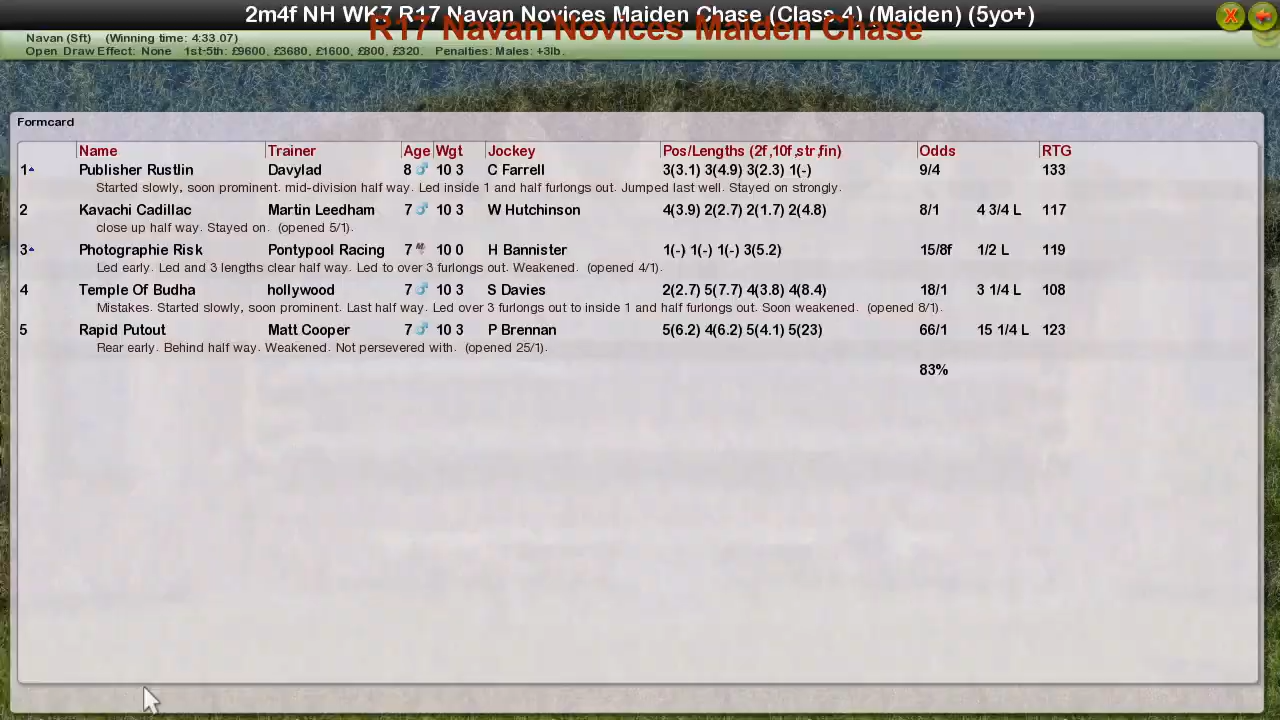 2m4f NH WK7 R17 Navan Novices Maiden Chase (Class 4) (Maiden) (5yo+)
R17 Navan Novices Maiden Chase
X
Navan (Sft) (Winning time: 4:33.07)
Open Draw Effect: None 1st-5th: £9600, £3680, £1600, £800, £320. Penalties: Males: +3lb.
Formcard
Name Trainer Age Wgt Jockey Pos/Lengths (2f,10f,str,fin) Odds RTG
1 Publisher Rustlin Davylad 8 10 3 C Farrell 3(3.1) 3(4.9) 3(2.3) 1(-) 9/4 133
Started slowly, soon prominent. mid-division half way. Led inside 1 and half furlongs out. Jumped last well. Stayed on strongly.
2 Kavachi Cadillac Martin Leedham 7 10 3 W Hutchinson 4(3.9) 2(2.7) 2(1.7) 2(4.8) 8/1 4 3/4 L 117
close up half way. Stayed on. (opened 5/1).
3 Photographie Risk Pontypool Racing 7 10 0 H Bannister 1(-) 1(-) 1(-) 3(5.2) 15/8f 1/2 L 119
Led early. Led and 3 lengths clear half way. Led to over 3 furlongs out. Weakened. (opened 4/1).
4 Temple Of Budha hollywood 7 10 3 S Davies 2(2.7) 5(7.7) 4(3.8) 4(8.4) 18/1 3 1/4 L 108
Mistakes. Started slowly, soon prominent. Last half way. Led over 3 furlongs out to inside 1 and half furlongs out. Soon weakened. (opened 8/1).
5 Rapid Putout Matt Cooper 7 10 3 P Brennan 5(6.2) 4(6.2) 5(4.1) 5(23) 66/1 15 1/4 L 123
Rear early. Behind half way. Weakened. Not persevered with. (opened 25/1).
83%